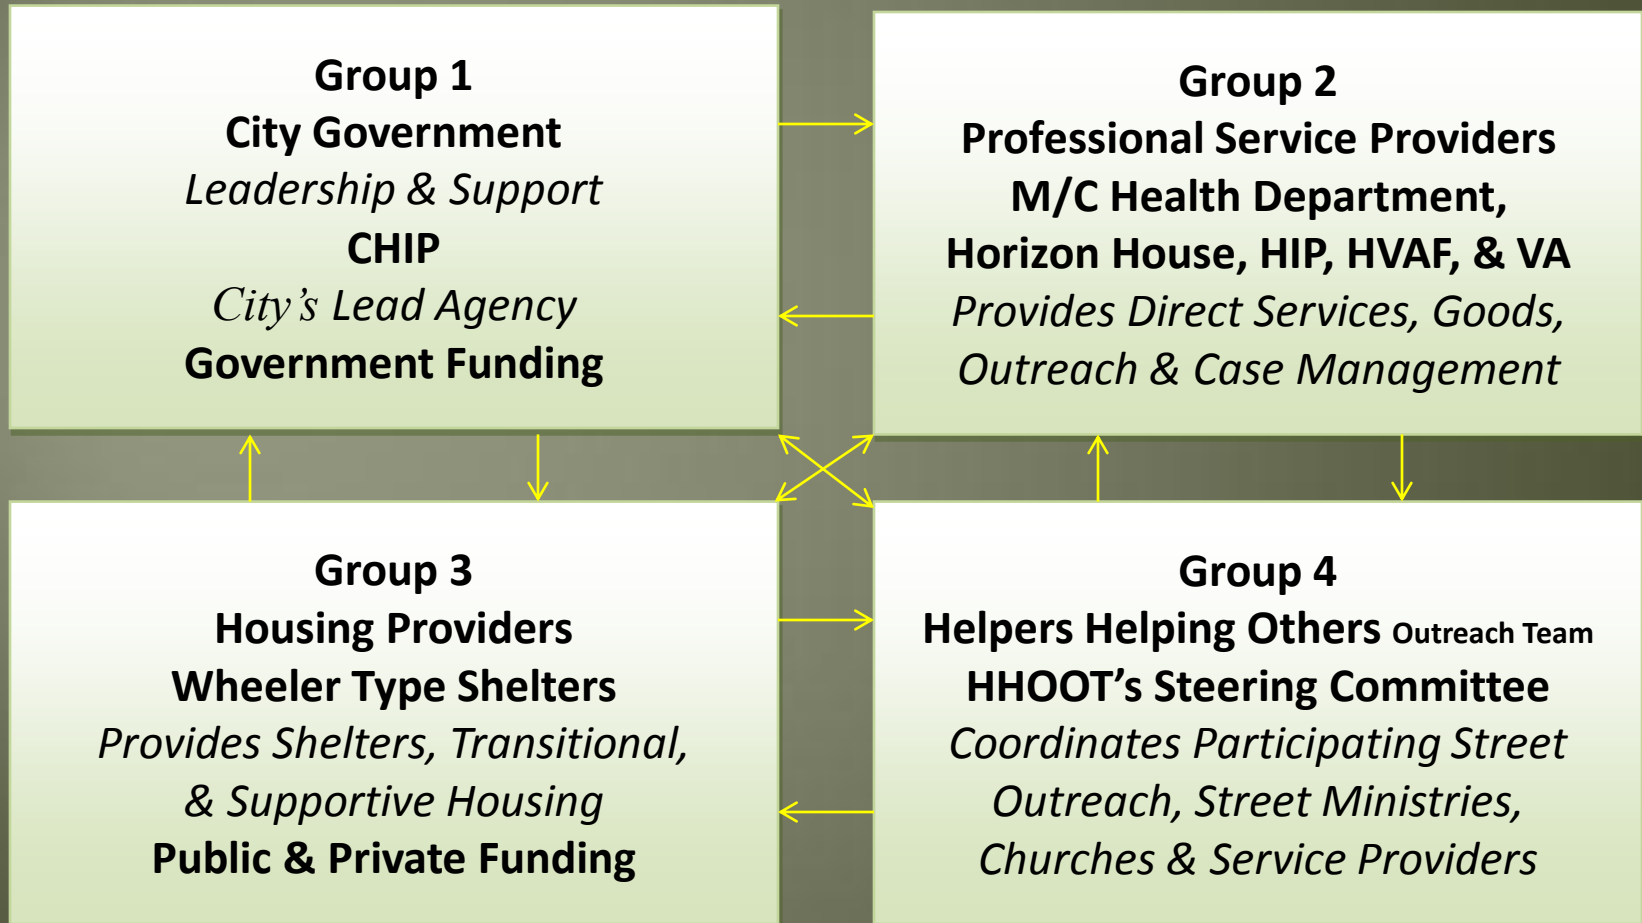 Group 1
City Government
Leadership & Support
CHIP
City’s Lead Agency
Government Funding
Group 2
Professional Service Providers
M/C Health Department,
Horizon House, HIP, HVAF, & VA
Provides Direct Services, Goods,
Outreach & Case Management
Group 3
Housing Providers
Wheeler Type Shelters
Provides Shelters, Transitional,
& Supportive Housing
Public & Private Funding
Group 4
Helpers Helping Others Outreach Team
HHOOT’s Steering Committee
Coordinates Participating Street
Outreach, Street Ministries,
Churches & Service Providers